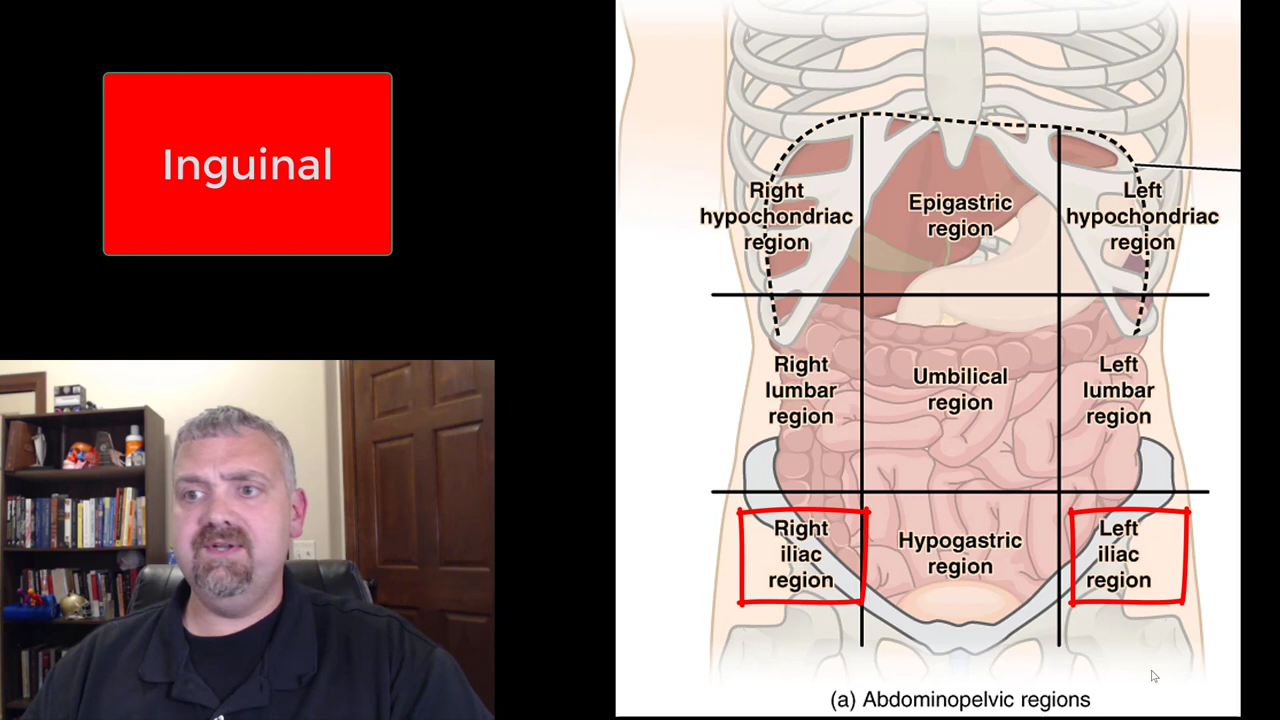 Inguinal
Right
hypochondriac
region
Epigastric
region
Left
hypochondriac
region
Right
lumbar
region
Umbilical
region
Left
lumbar
region
Right
iliac
region
Hypogastric
region
Left
iliac
region
(a) Abdominopelvic regions